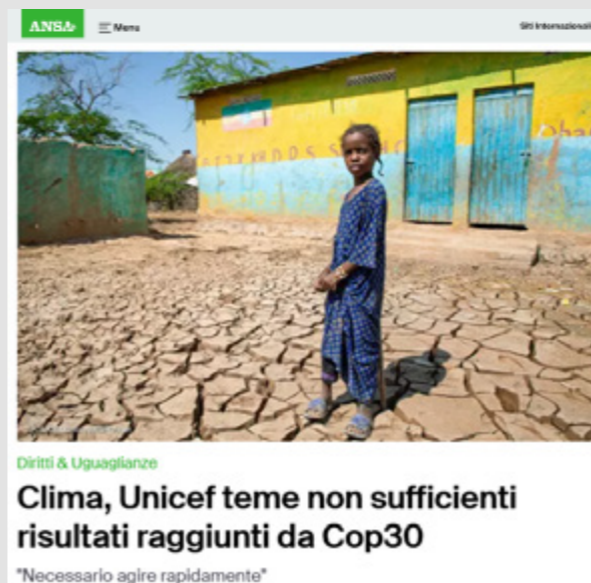 ANSA
Menu
Siti Internazionali
Diritti & Uguaglianze
Clima, Unicef teme non sufficienti
risultati raggiunti da Cop30
"Necessario agire rapidamente"